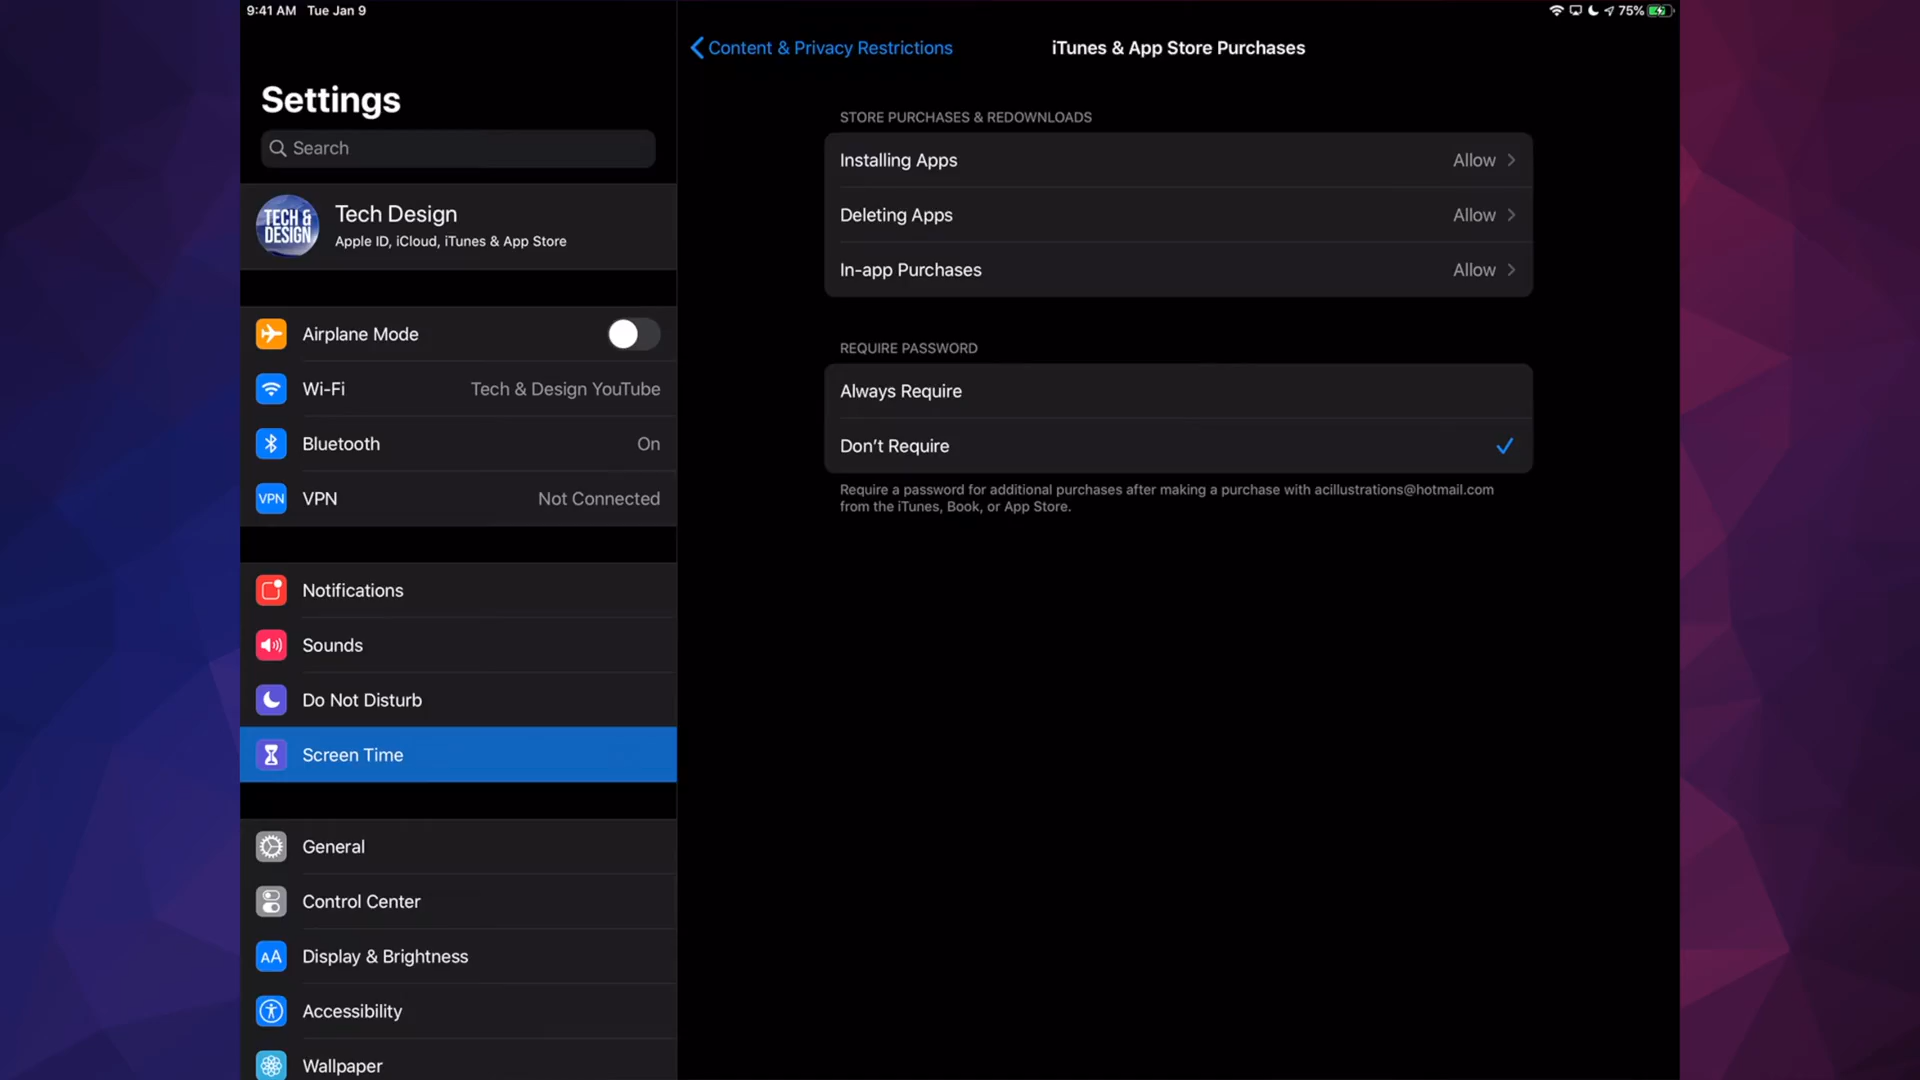 9:41 AM Tue Jan 9
75%
Settings
Search
TECH &
DESIGN
Tech Design
Apple ID, iCloud, iTunes & App Store
Airplane Mode
Wi-Fi Tech & Design YouTube
Bluetooth On
VPN VPN Not Connected
Notifications
Sounds
Do Not Disturb
Screen Time
General
Control Center
AA Display & Brightness
Accessibility
Wallpaper
Content & Privacy Restrictions
iTunes & App Store Purchases
STORE PURCHASES & REDOWNLOADS
Installing Apps Allow
Deleting Apps Allow
In-app Purchases Allow
REQUIRE PASSWORD
Always Require
Don’t Require
Require a password for additional purchases after making a purchase with acillustrations@hotmail.com
from the iTunes, Book, or App Store.